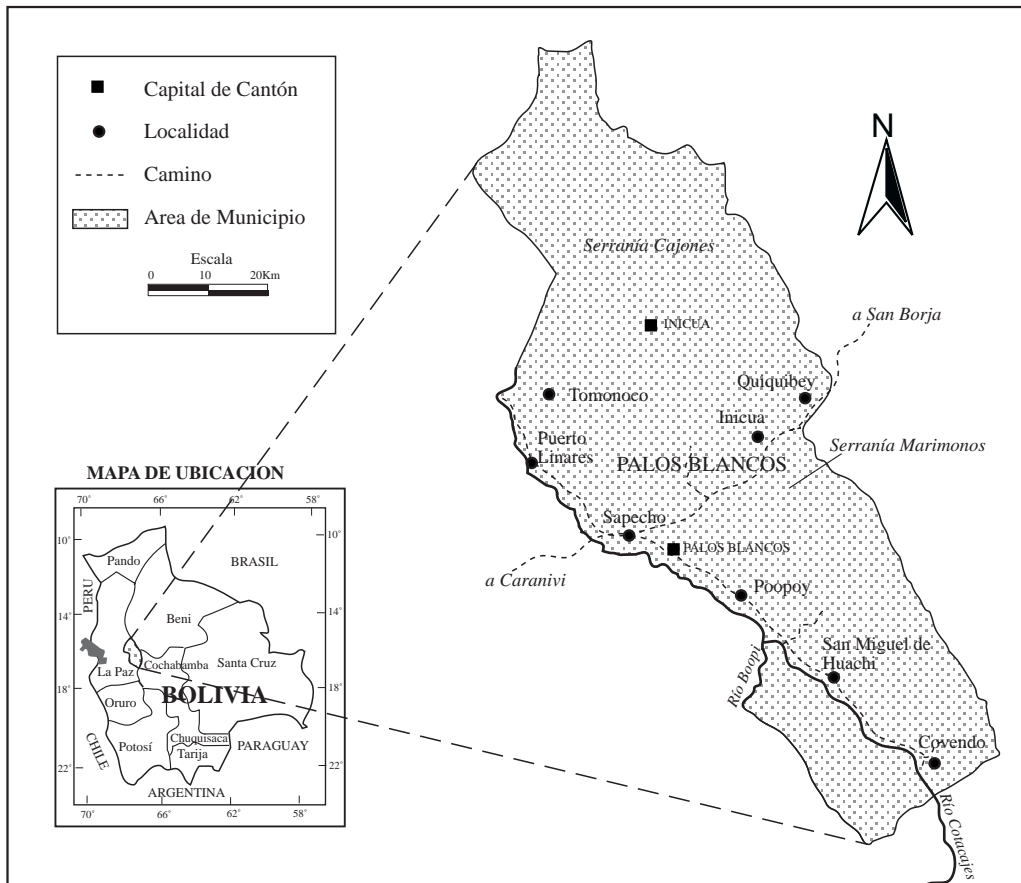 Capital de Cantón
Localidad
Camino
Area de Municipio
Escala
0 10 20Km
N
Serranía Cajones
INICUA
a San Borja
Quiquibey
Tomonoco
Inicua
Puerto
Linares
Serranía Marimonos
PALOS BLANCOS
Sapecho
PALOS BLANCOS
a Caranivi
Poopoy
San Miguel de
Huachi
Río Boopi
Covendo
Río Cotacajes
MAPA DE UBICACION
70° 66° 62° 58°
10° 10°
Pando
BRASIL
PERU
14° 14°
Beni
Cochabamba
Santa Cruz
La Paz
18° 18°
BOLIVIA
Oruro
Chuquisaca
Potosí
PARAGUAY
Tarija
CHILE
22° 22°
ARGENTINA
70° 66° 62° 58°